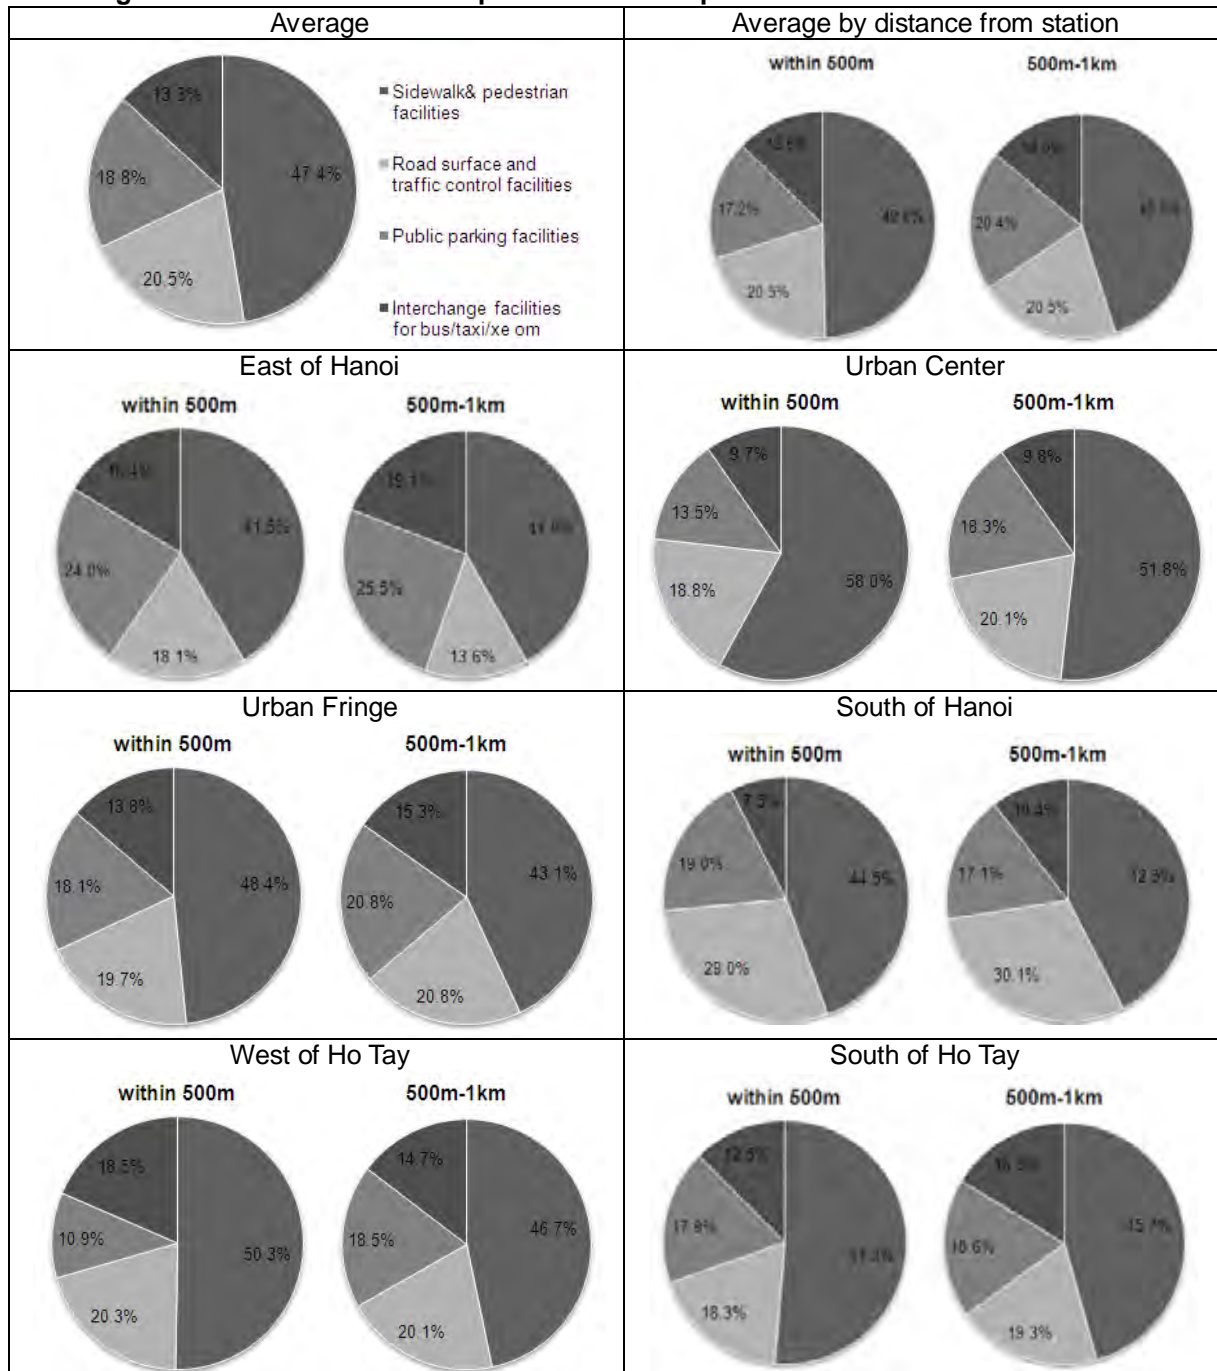 Average
13.3%
18.8%
47.4%
20.5%
Sidewalk& pedestrian
facilities
Road surface and
traffic control facilities
Public parking facilities
Interchange facilities
for bus/taxi/xe om
Average by distance from station
within 500m
17.2%
20.5%
500m-1km
20.4%
20.5%
East of Hanoi
within 500m
41.5%
24.0%
18.1%
500m-1km
19.1%
25.5%
13.6%
Urban Center
within 500m
9.7%
13.5%
58.0%
18.8%
500m-1km
9.8%
18.3%
51.8%
20.1%
Urban Fringe
within 500m
13.8%
18.1%
48.4%
19.7%
500m-1km
15.3%
43.1%
20.8%
20.8%
South of Hanoi
within 500m
19.0%
44.5%
29.0%
500m-1km
10.4%
17.1%
30.1%
West of Ho Tay
within 500m
18.5%
10.9%
50.3%
20.3%
500m-1km
14.7%
18.5%
46.7%
20.1%
South of Ho Tay
within 500m
12.5%
18.3%
500m-1km
19.3%